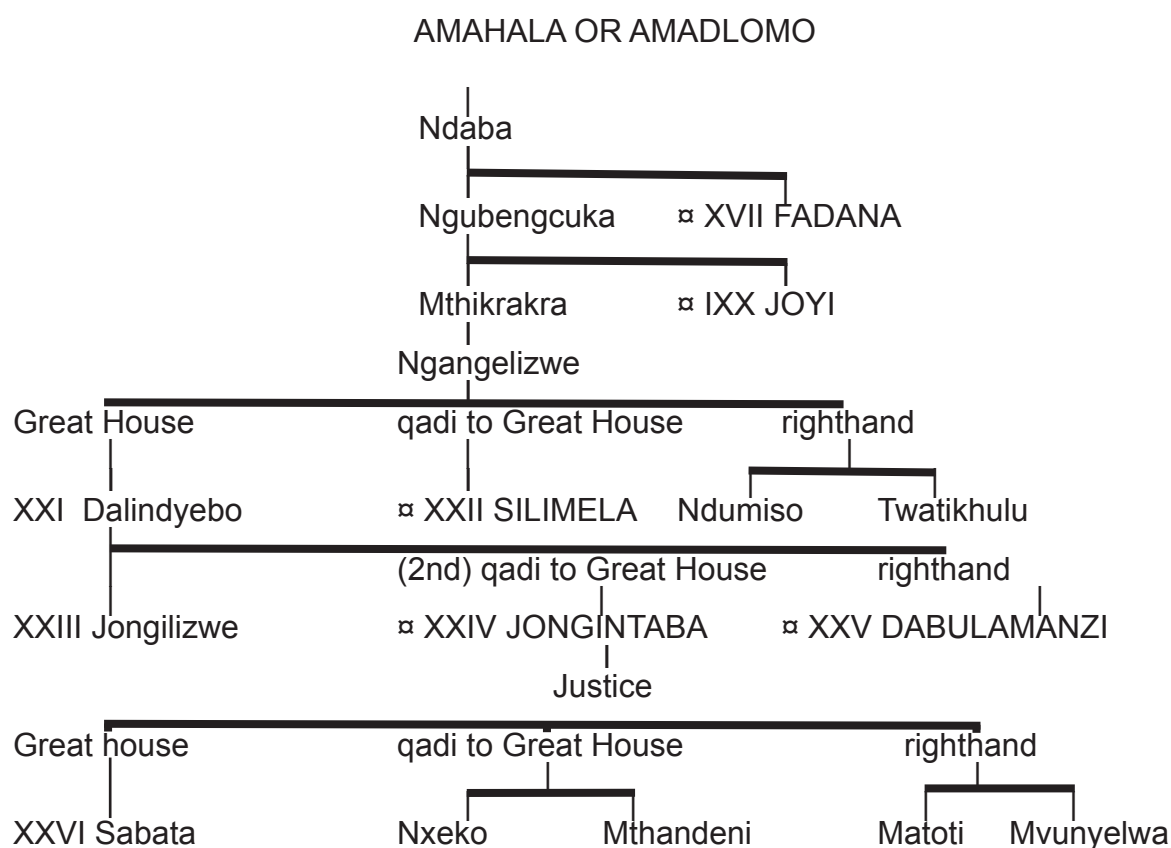 AMAHALA OR AMADLOMO
Ndaba
Ngubengcuka ¤ XVII FADANA
Mthikrakra ¤ IXX JOYI
Ngangelizwe
Great House qadi to Great House righthand
XXI Dalindyebo ¤ XXII SILIMELA Ndumiso Twatikhulu
(2nd) qadi to Great House righthand
XXIII Jongilizwe ¤ XXIV JONGINTABA ¤ XXV DABULAMANZI
Justice
Great house qadi to Great House righthand
XXVI Sabata Nxeko Mthandeni Matoti Mvunyelwa